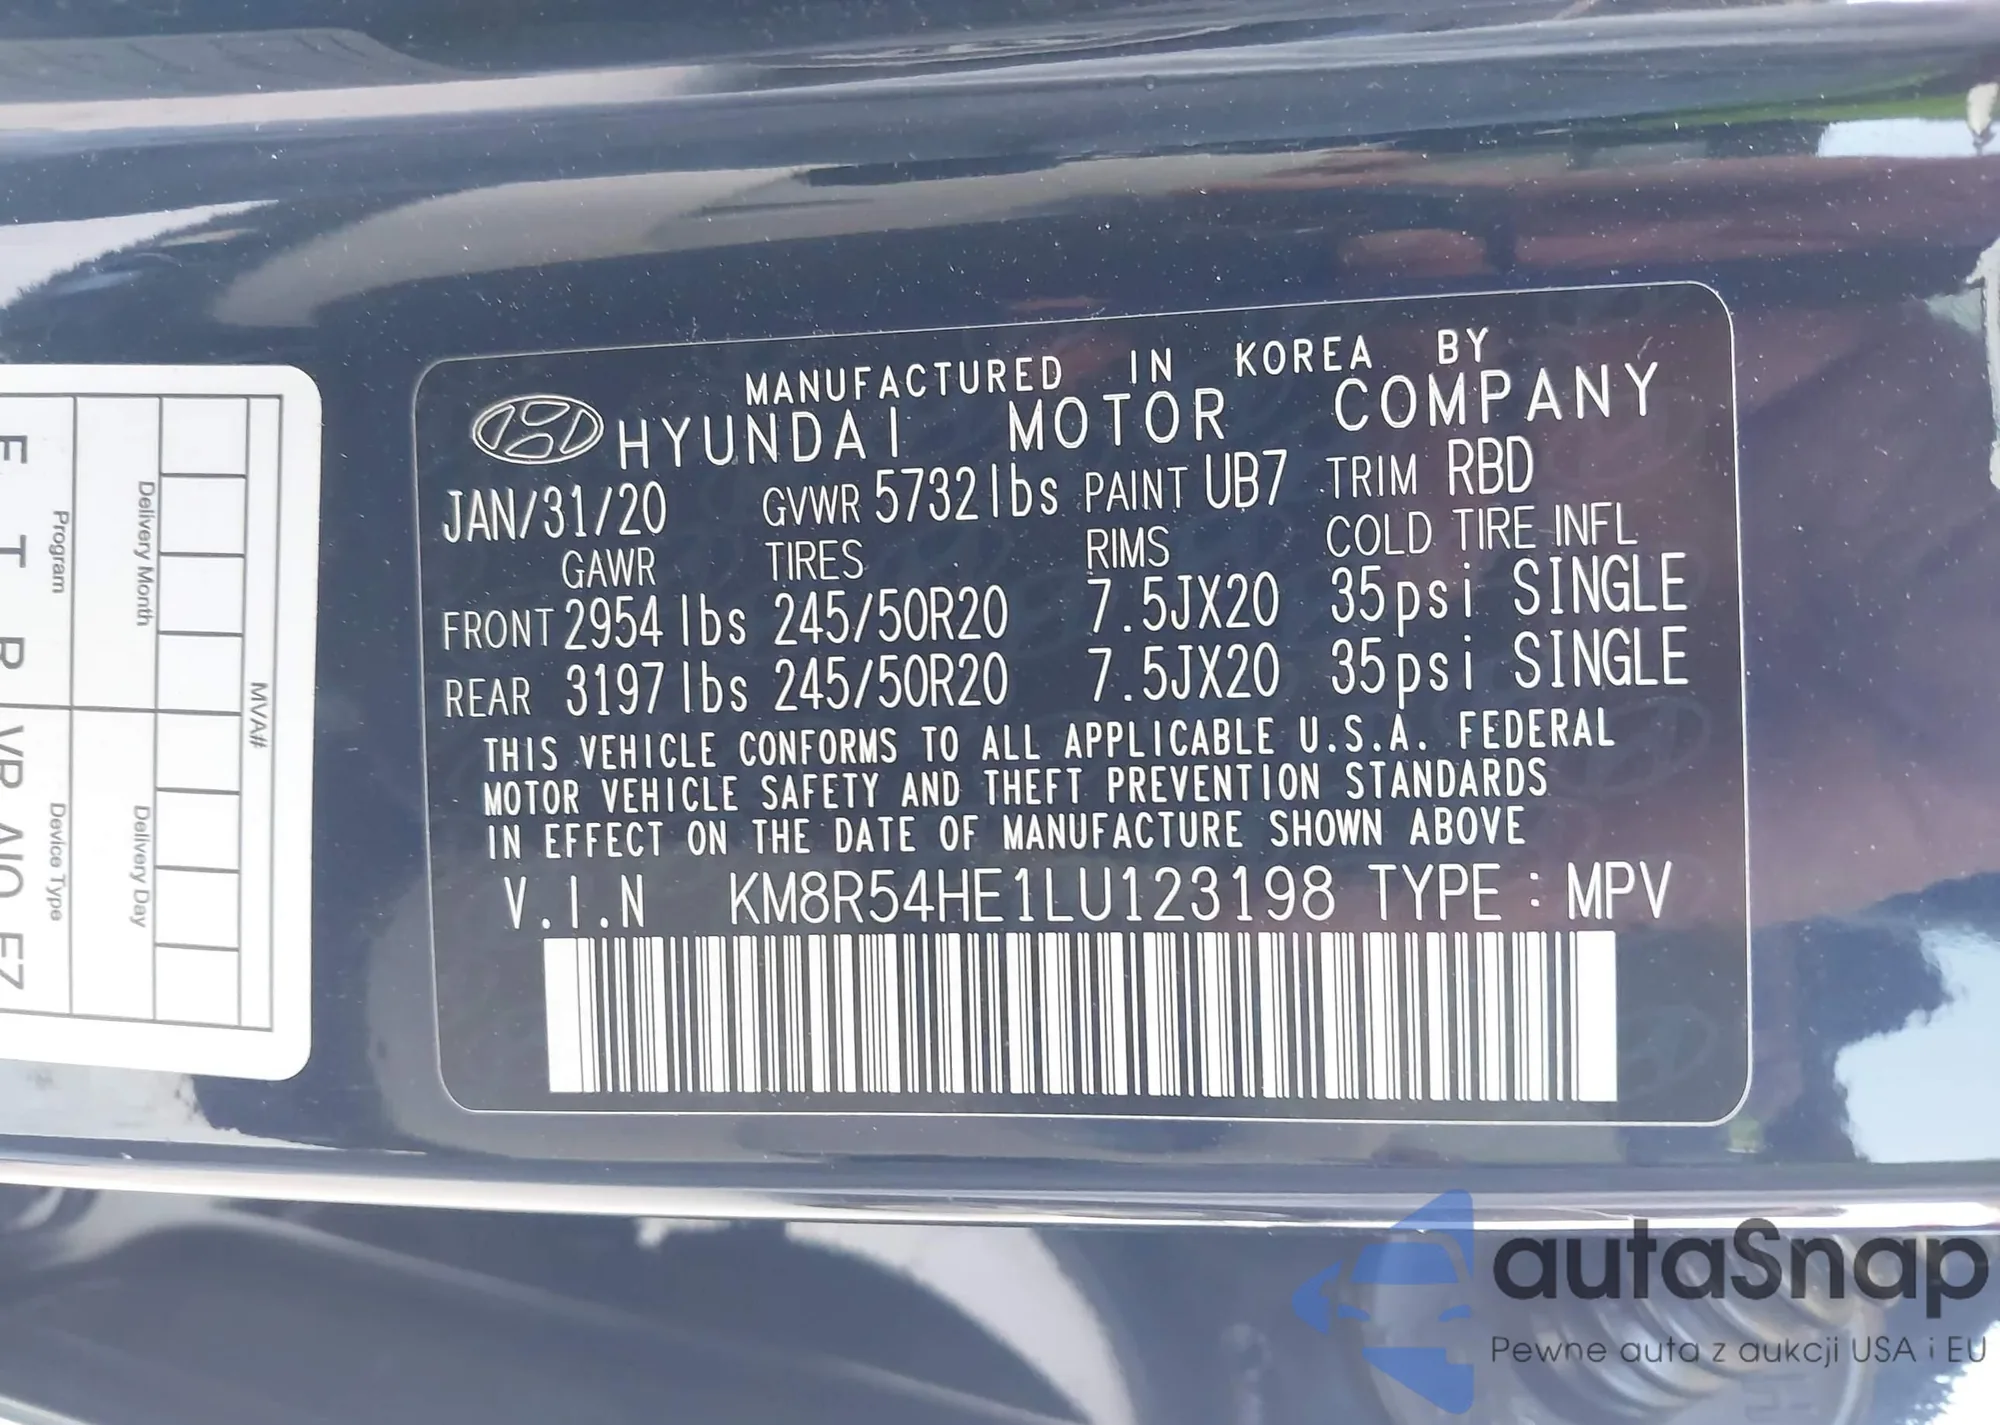 MANUFACTURED IN KOREA BY
HYUNDAI MOTOR COMPANY
JAN/31/20 GVWR 5732lbs PAINT UB7 TRIM RBD
GAWR TIRES RIMS COLD TIRE INFL
FRONT 2954 lbs 245/50R20 7.5JX20 35psi SINGLE
REAR 3197 lbs 245/50R20 7.5JX20 35psi SINGLE
THIS VEHICLE CONFORMS TO ALL APPLICABLE U.S.A. FEDERAL
MOTOR VEHICLE SAFETY AND THEFT PREVENTION STANDARDS
IN EFFECT ON THE DATE OF MANUFACTURE SHOWN ABOVE
V.I.N KM8R54HE1LU123198 TYPE : MPV
MVA#
Delivery Month
Delivery Day
Program
Device Type
autaSnap
Pewne auta z aukcji USA i EU